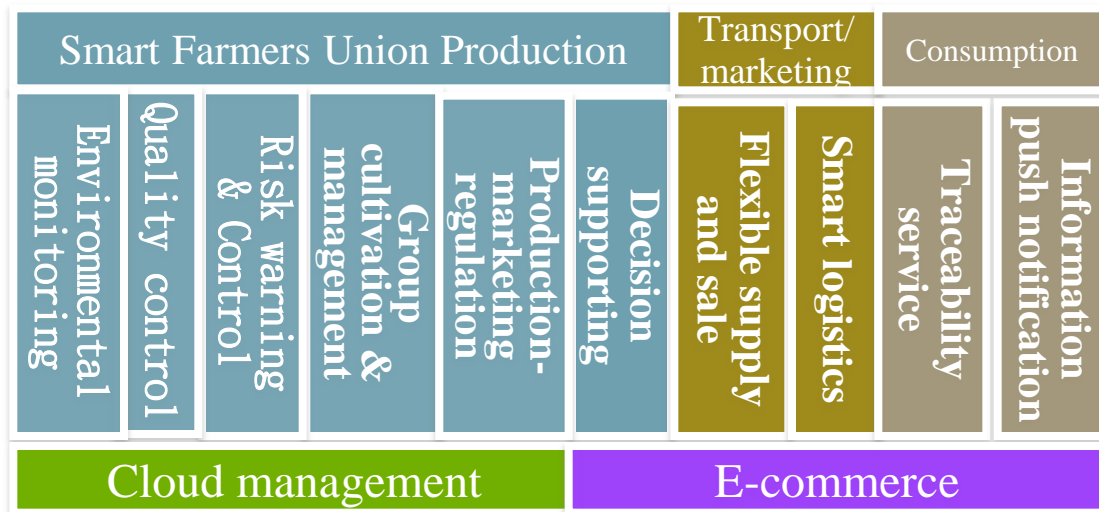 Smart Farmers Union Production
Transport/
marketing
Consumption
Environmental
monitoring
Quality control
Risk warning
& Control
Group
cultivation &
management
Production-
marketing
regulation
Decision
supporting
Flexible supply
and sale
Smart logistics
Traceability
service
Information
push notification
Cloud management
E-commerce